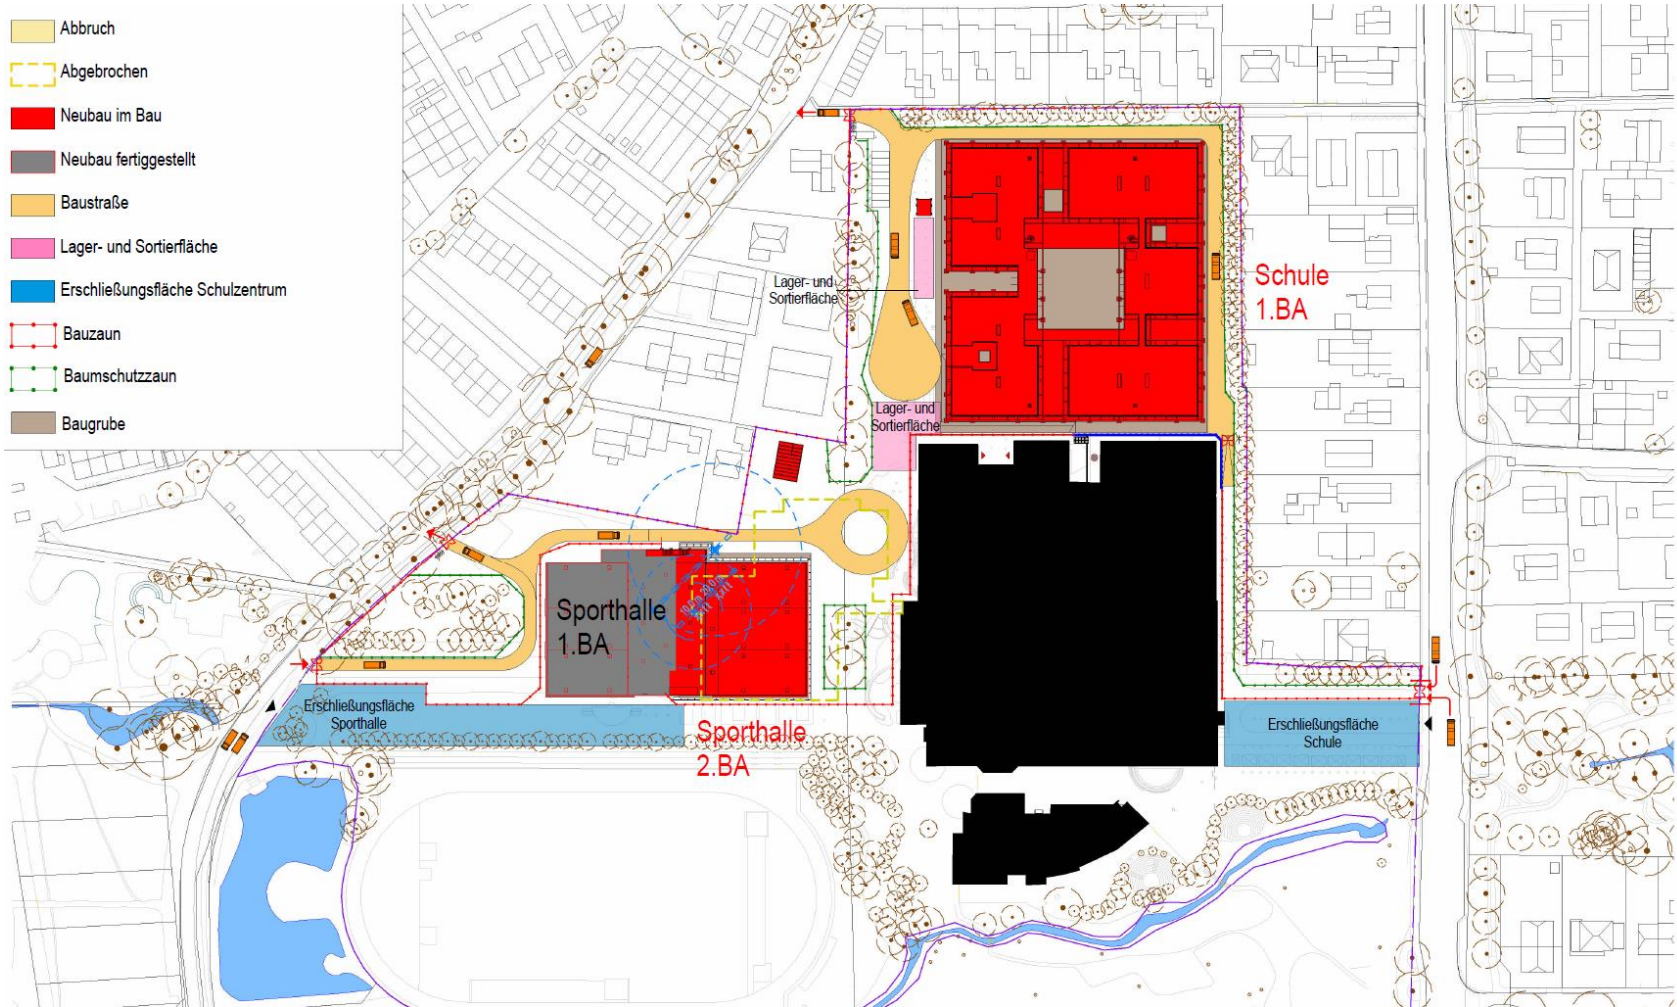 Abbruch
Abgebrochen
Neubau im Bau
Neubau fertiggestellt
Baustraße
Lager- und Sortierfläche
Erschließungsfläche Schulzentrum
Bauzaun
Baumschutzzaun
Baugrube
Schule
1.BA
Lager- und
Sortierfläche
Lager- und
Sortierfläche
Sporthalle
1.BA
Erschließungsfläche
Sporthalle
Sporthalle
2.BA
Erschließungsfläche
Schule